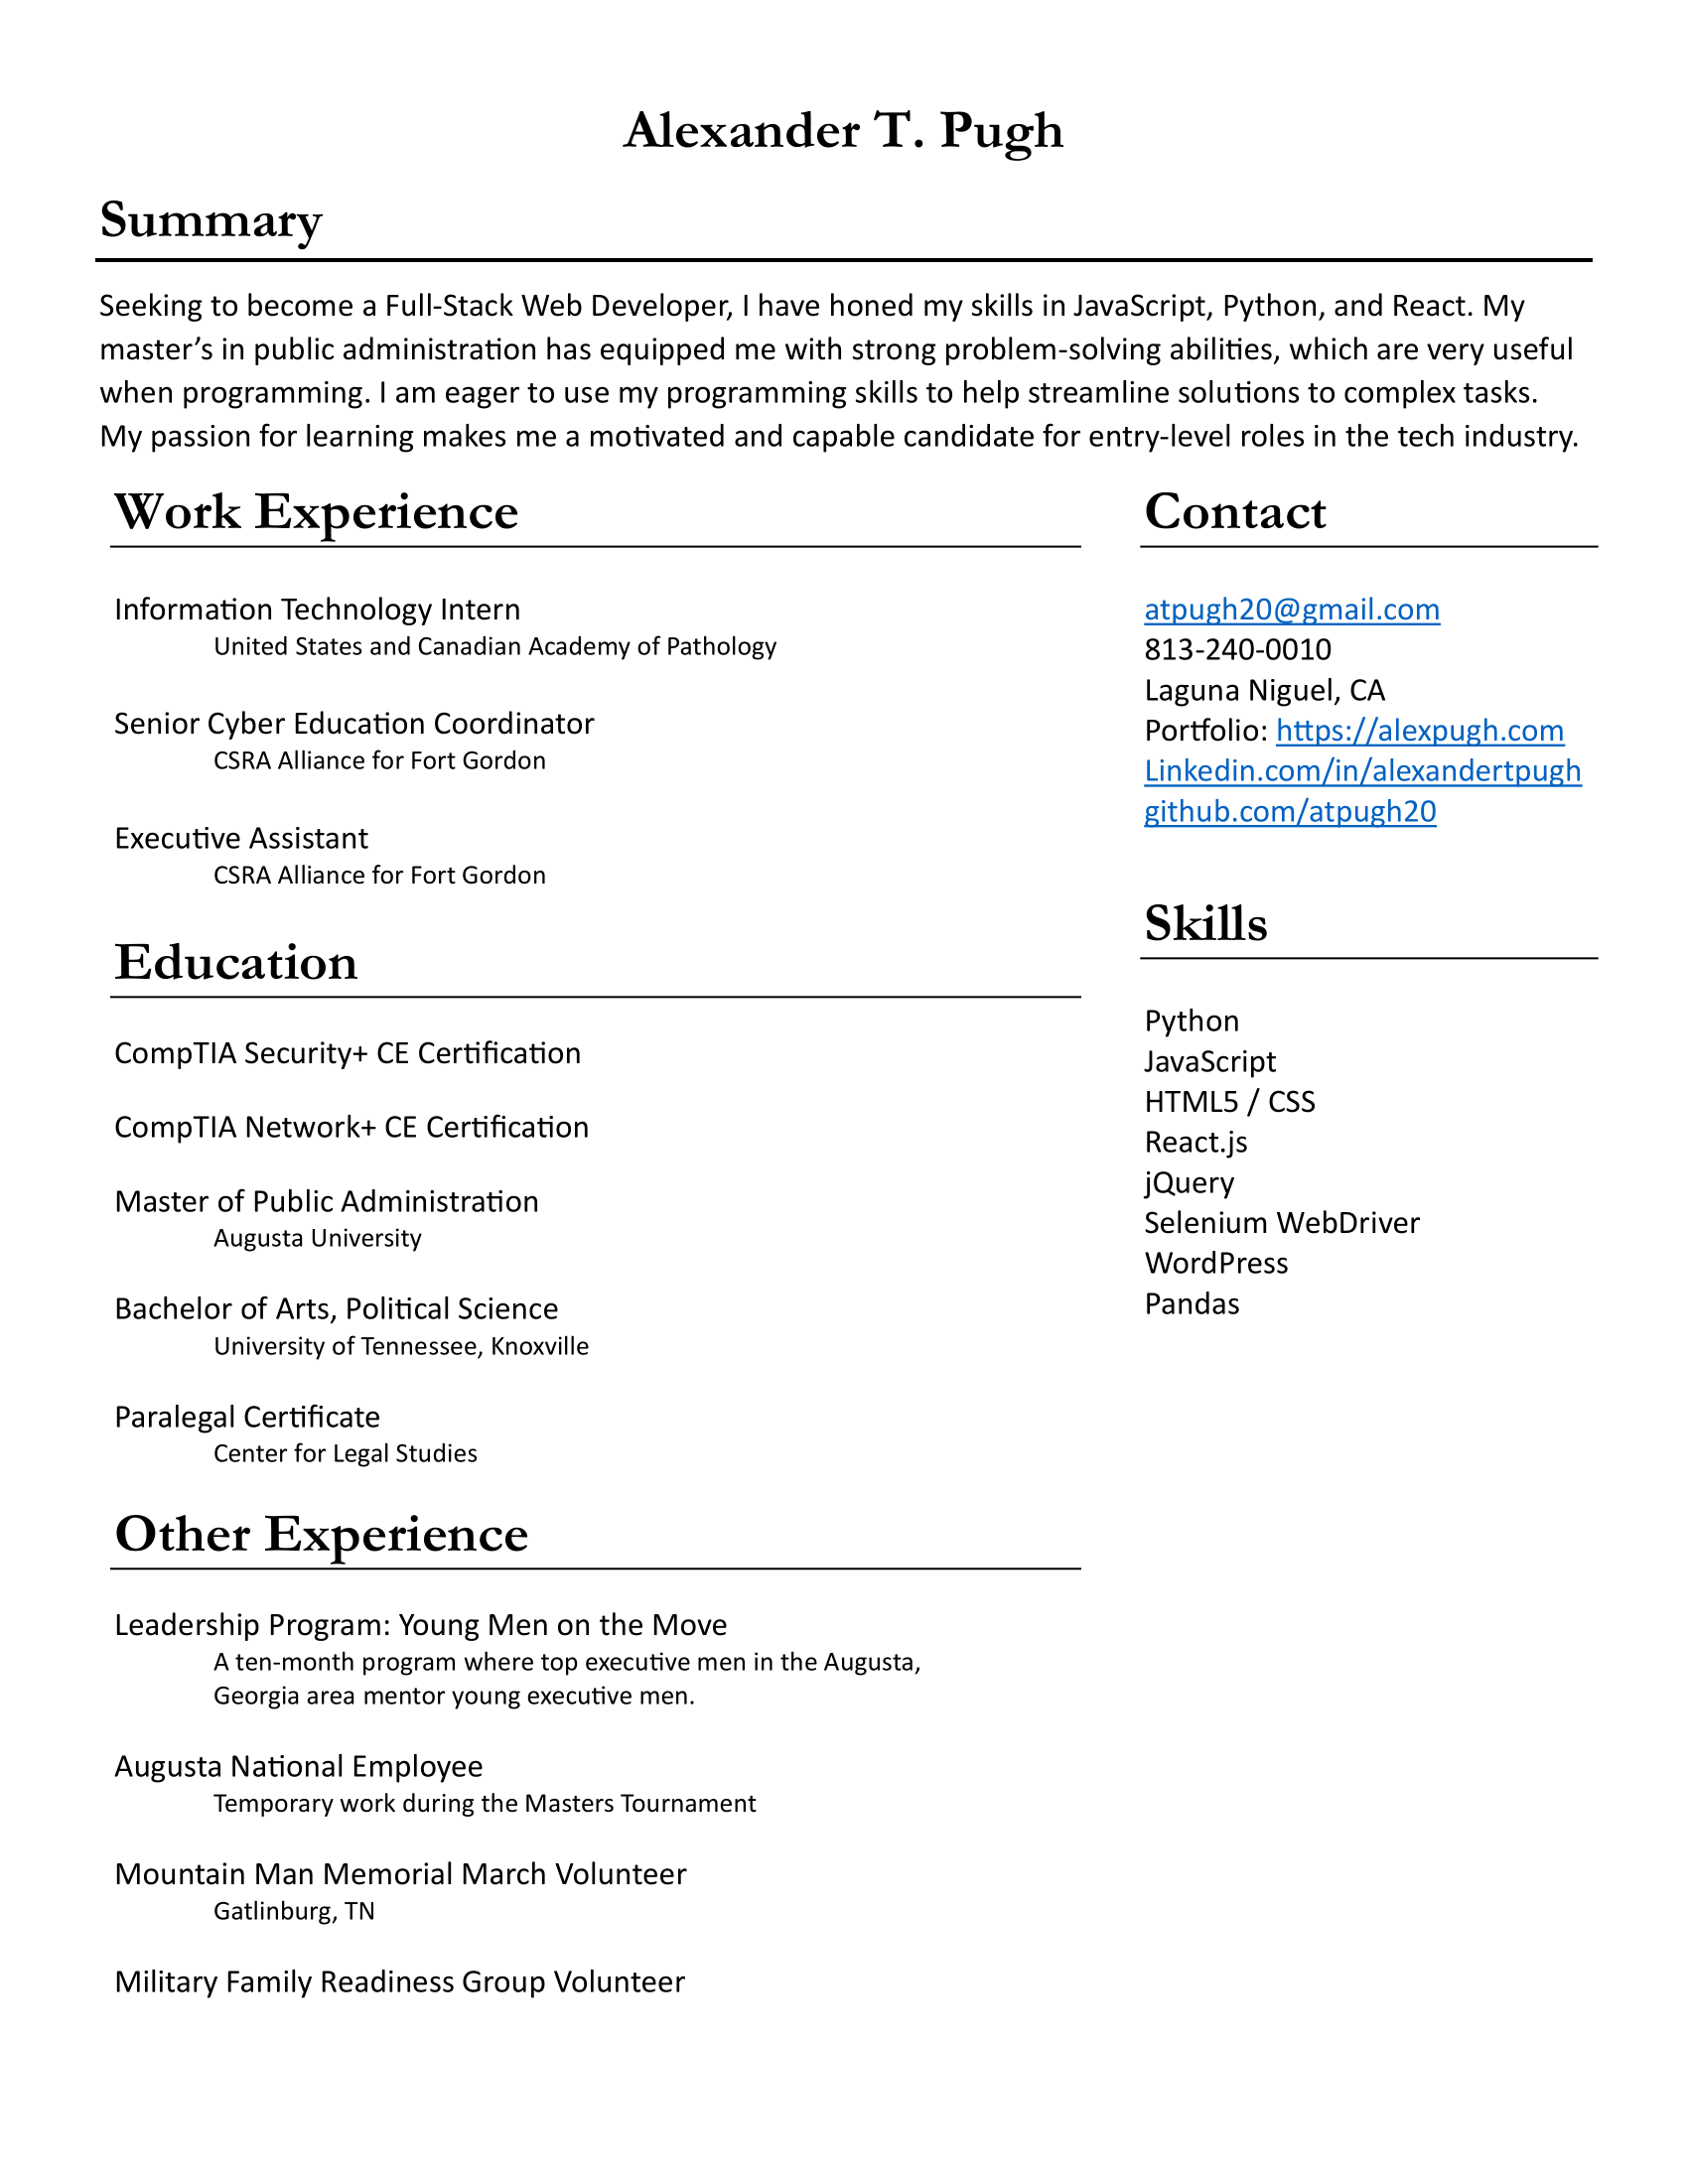 Alexander T. Pugh
Summary
Seeking to become a Full-Stack Web Developer, I have honed my skills in JavaScript, Python, and React. My
master’s in public administration has equipped me with strong problem-solving abilities, which are very useful
when programming. I am eager to use my programming skills to help streamline solutions to complex tasks.
My passion for learning makes me a motivated and capable candidate for entry-level roles in the tech industry.
Work Experience
Information Technology Intern
United States and Canadian Academy of Pathology
Senior Cyber Education Coordinator
CSRA Alliance for Fort Gordon
Executive Assistant
CSRA Alliance for Fort Gordon
Education
CompTIA Security+ CE Certification
CompTIA Network+ CE Certification
Master of Public Administration
Augusta University
Bachelor of Arts, Political Science
University of Tennessee, Knoxville
Paralegal Certificate
Center for Legal Studies
Other Experience
Leadership Program: Young Men on the Move
A ten-month program where top executive men in the Augusta,
Georgia area mentor young executive men.
Augusta National Employee
Temporary work during the Masters Tournament
Mountain Man Memorial March Volunteer
Gatlinburg, TN
Military Family Readiness Group Volunteer
Contact
atpugh20@gmail.com
813-240-0010
Laguna Niguel, CA
Portfolio: https://alexpugh.com
Linkedin.com/in/alexandertpugh
github.com/atpugh20
Skills
Python
JavaScript
HTML5 / CSS
React.js
jQuery
Selenium WebDriver
WordPress
Pandas